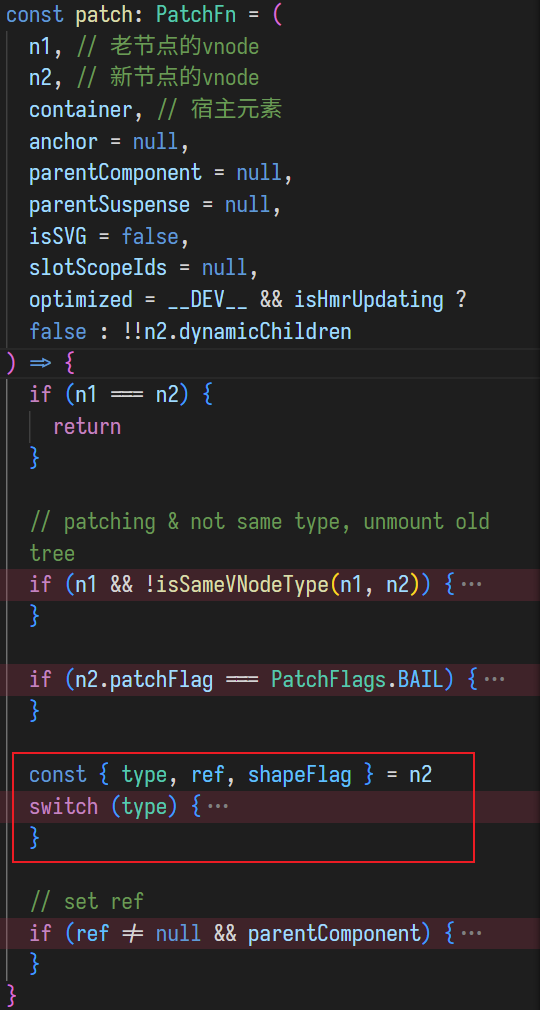 const patch: PatchFn = (
n1, // 老节点的vnode
n2, // 新节点的vnode
container, // 宿主元素
anchor = null,
parentComponent = null,
parentSuspense = null,
isSVG = false,
slotScopeIds = null,
optimized = __DEV__ && isHmrUpdating ?
false : !!n2.dynamicChildren
) => {
if (n1 === n2) {
return
}
// patching & not same type, unmount old
tree
if (n1 && !isSameVNodeType(n1, n2)) {···
}
if (n2.patchFlag === PatchFlags.BAIL) {···
}
const { type, ref, shapeFlag } = n2
switch (type) {···
}
// set ref
if (ref != null && parentComponent) {···
}
}